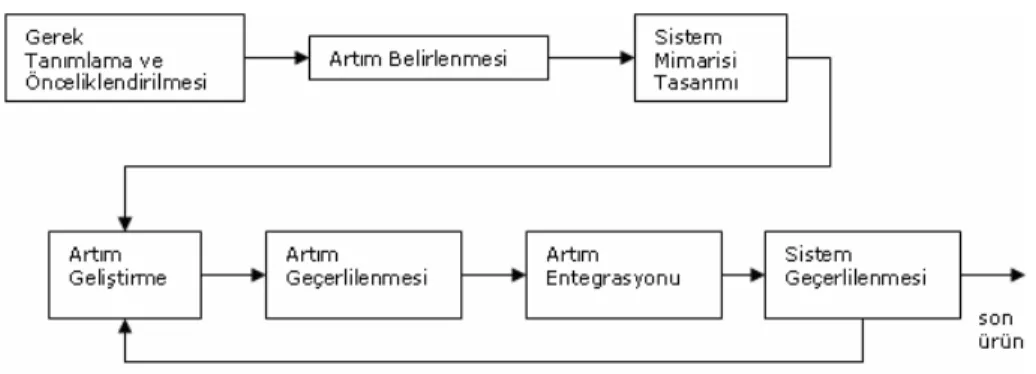 Gerek
Tanımlama ve
Önceliklendirilmesi
Artım Belirlenmesi
Sistem
Mimarisi
Tasarımı
Artım
Geliştirme
Artım
Geçerlilenmesi
Artım
Entegrasyonu
Sistem
Geçerlilenmesi
son
ürün